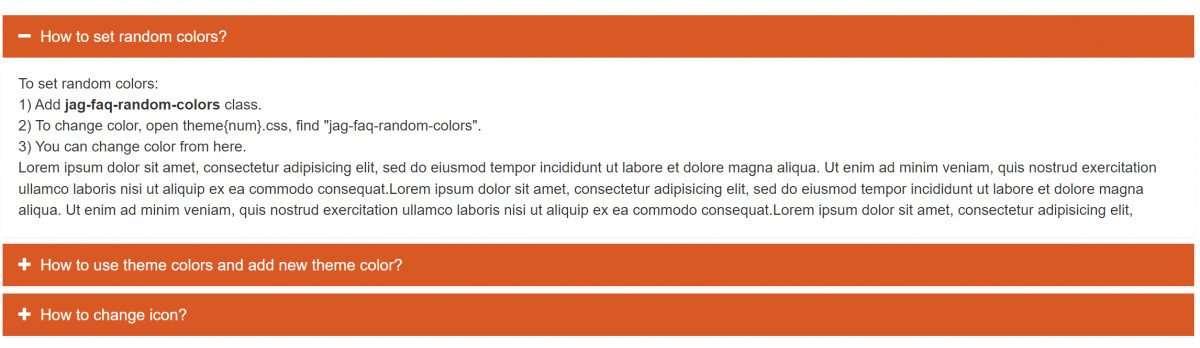 How to set random colors?
To set random colors:
1) Add jag-faq-random-colors class.
2) To change color, open theme{num}.css, find "jag-faq-random-colors".
3) You can change color from here.
Lorem ipsum dolor sit amet, consectetur adipisicing elit, sed do eiusmod tempor incididunt ut labore et dolore magna aliqua. Ut enim ad minim veniam, quis nostrud exercitation
ullamco laboris nisi ut aliquip ex ea commodo consequat.Lorem ipsum dolor sit amet, consectetur adipisicing elit, sed do eiusmod tempor incididunt ut labore et dolore magna
aliqua. Ut enim ad minim veniam, quis nostrud exercitation ullamco laboris nisi ut aliquip ex ea commodo consequat.Lorem ipsum dolor sit amet, consectetur adipisicing elit,
How to use theme colors and add new theme color?
How to change icon?